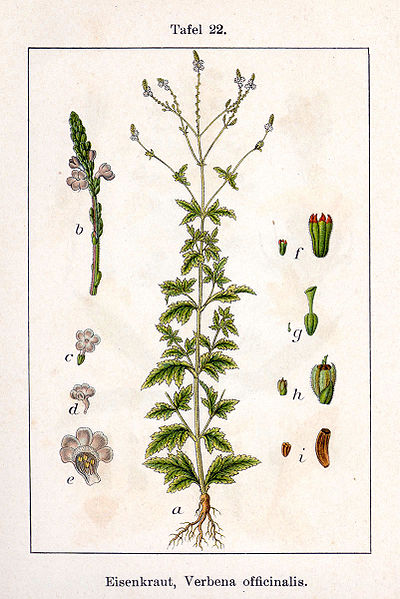 Tafel 22.
b
c
d
e
a
f
g
h
i
Eisenkraut, Verbena officinalis.